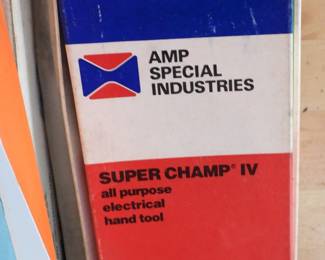 AMP
SPECIAL
INDUSTRIES
SUPER CHAMP® IV
all purpose
electrical
hand tool